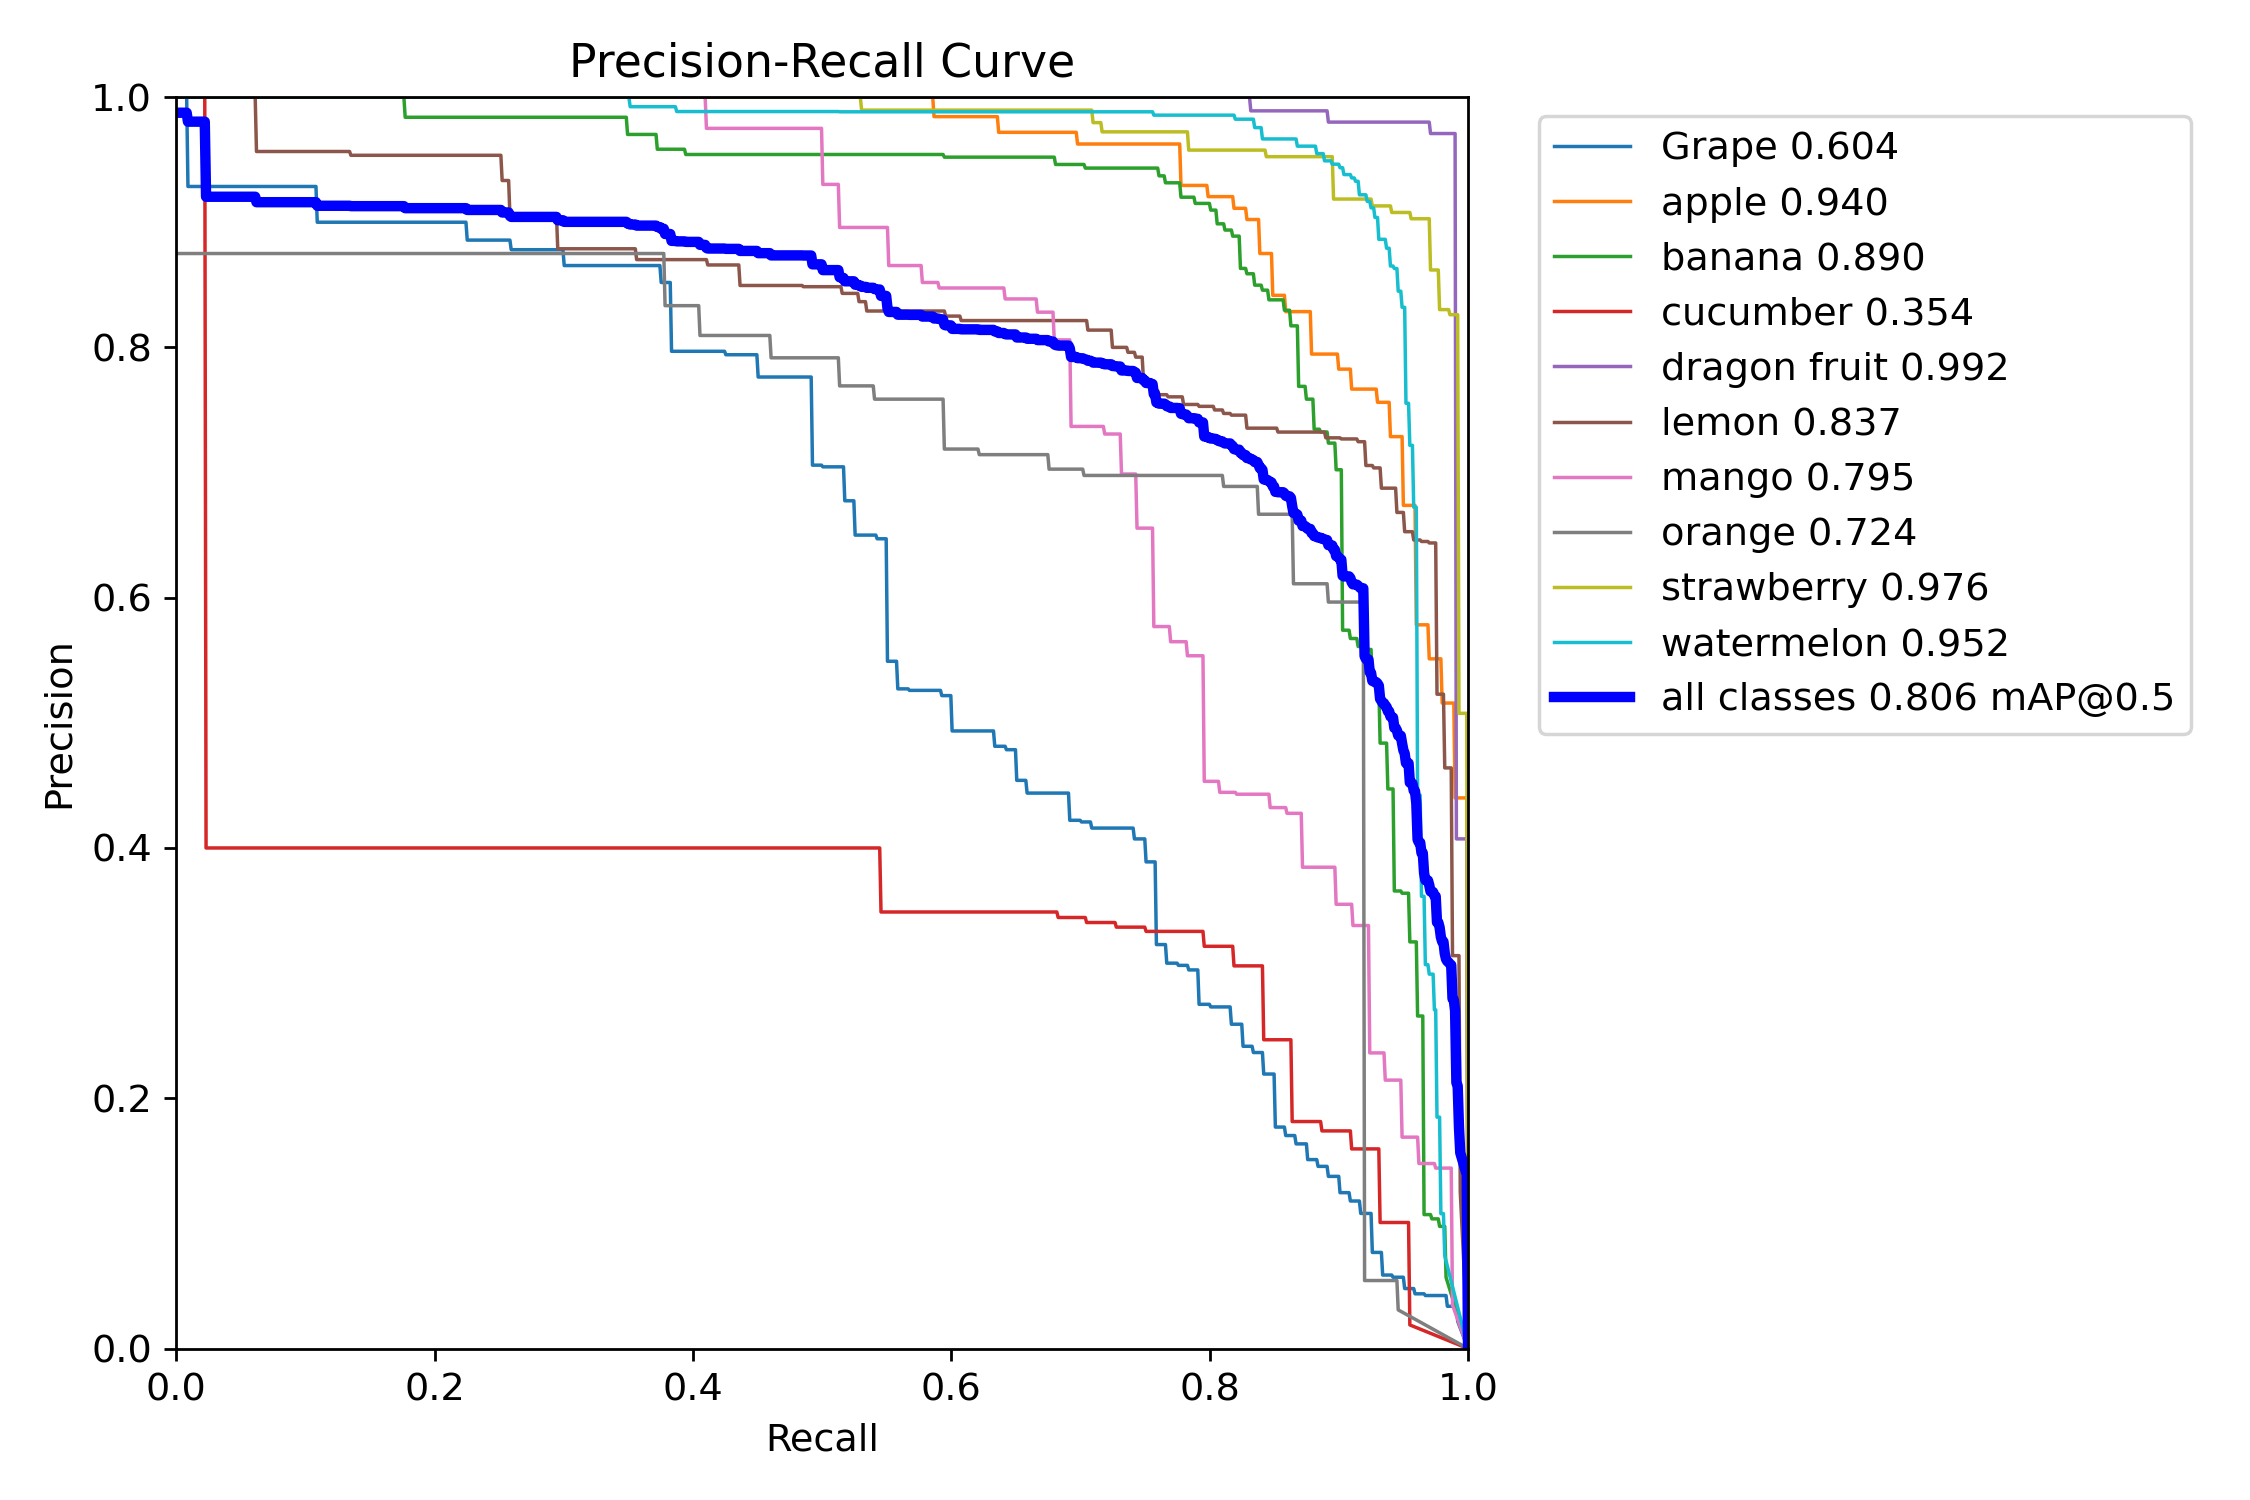 Precision-Recall Curve
1.0
0.8
0.6
0.4
0.2
0.0
Precision
0.0 0.2 0.4 0.6 0.8 1.0
Recall
Grape 0.604
apple 0.940
banana 0.890
cucumber 0.354
dragon fruit 0.992
lemon 0.837
mango 0.795
orange 0.724
strawberry 0.976
watermelon 0.952
all classes 0.806 mAP@0.5